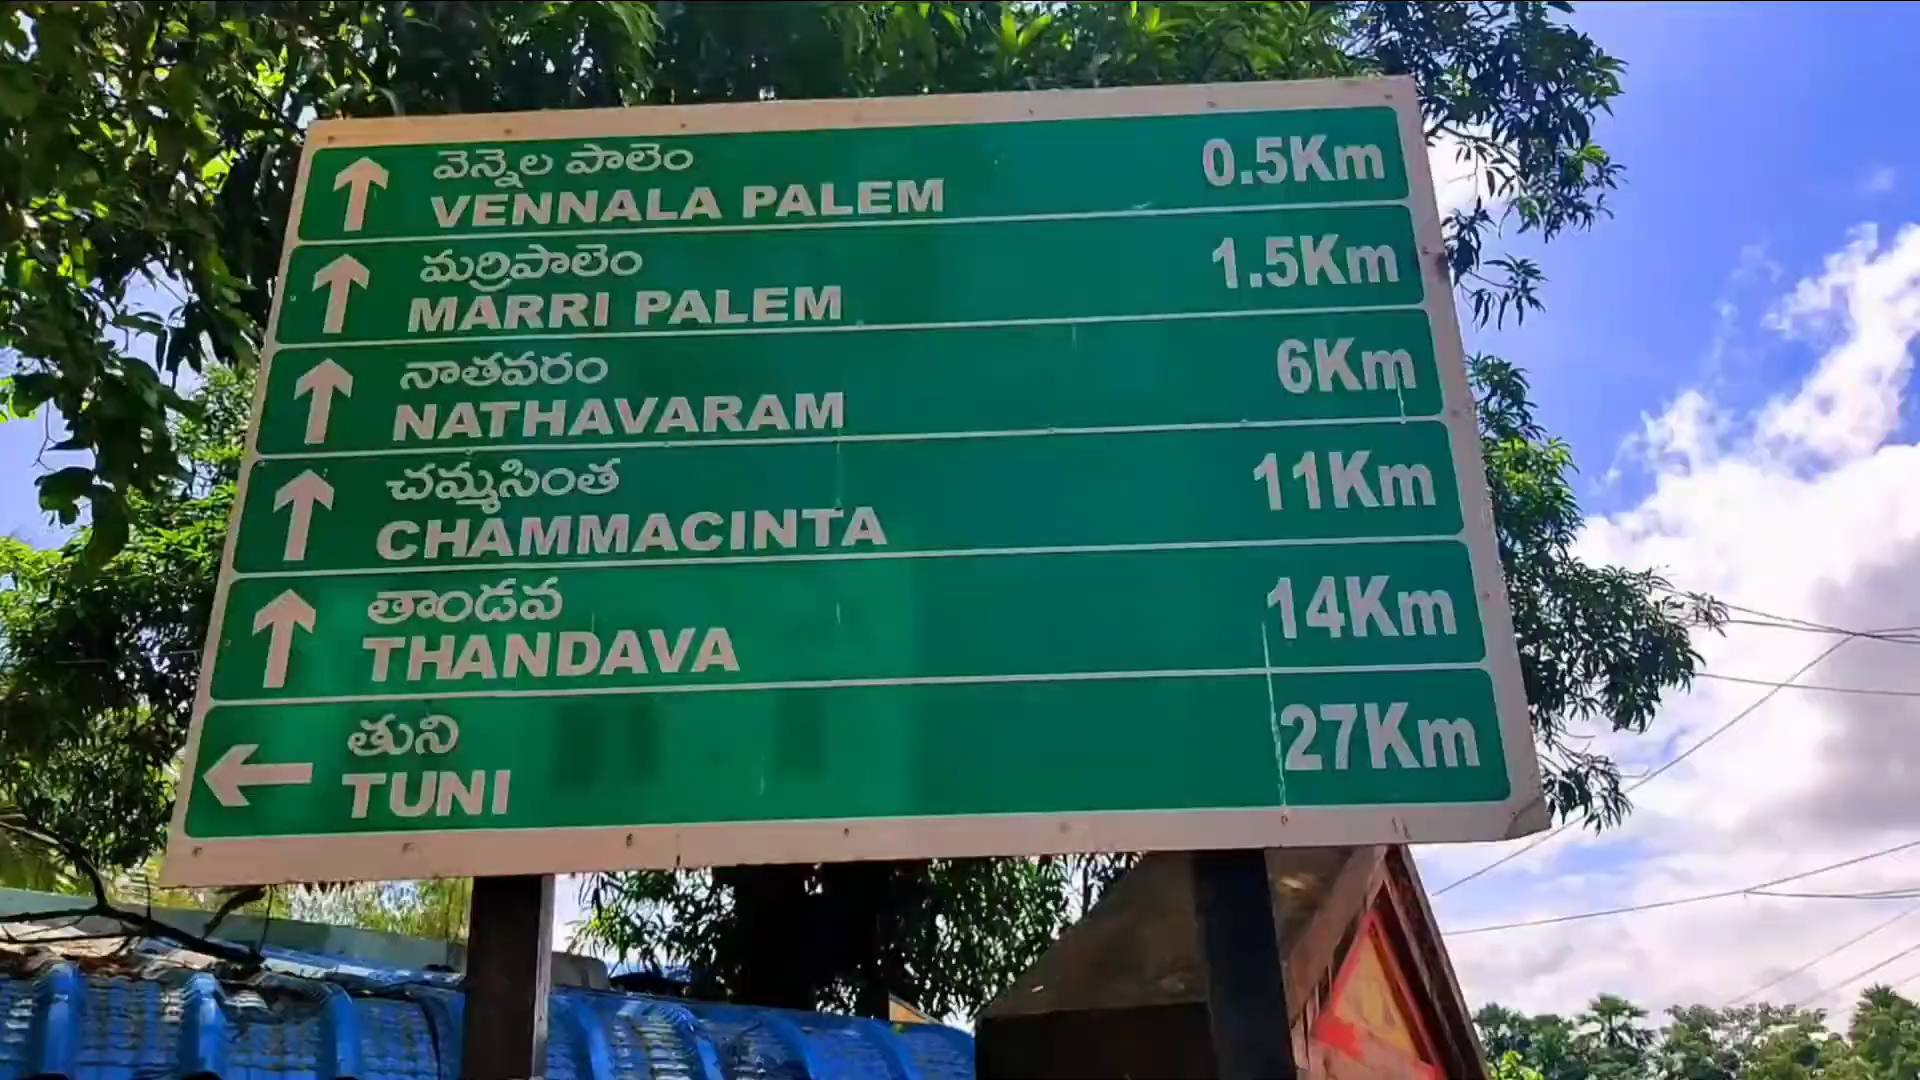 వెన్నెల పాలెం
VENNALA PALEM 0.5Km
మర్రిపాలెం
MARRI PALEM 1.5Km
నాతవరం
NATHAVARAM 6Km
చమ్మసింత
CHAMMACINTA 11Km
తాండవ
THANDAVA 14Km
తుని
TUNI 27Km